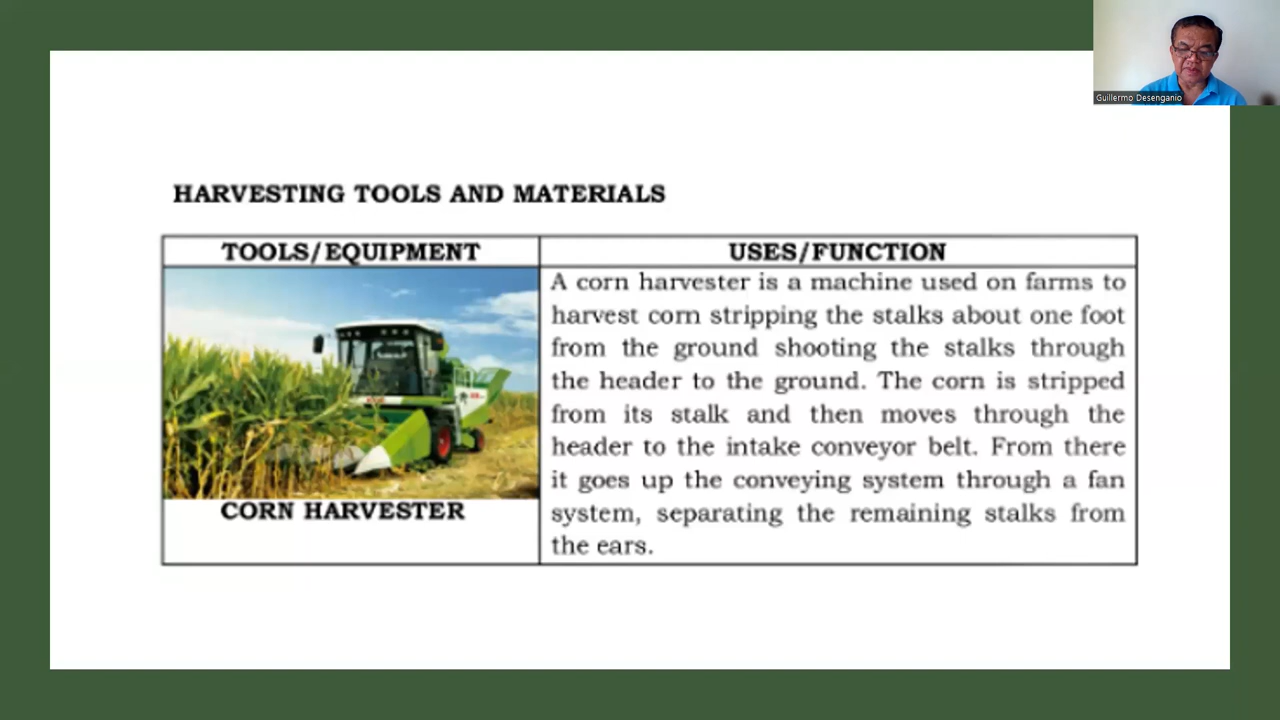 Guillermo Desenganio
HARVESTING TOOLS AND MATERIALS
TOOLS/EQUIPMENT
USES/FUNCTION
CORN HARVESTER
A corn harvester is a machine used on farms to
harvest corn stripping the stalks about one foot
from the ground shooting the stalks through
the header to the ground. The corn is stripped
from its stalk and then moves through the
header to the intake conveyor belt. From there
it goes up the conveying system through a fan
system, separating the remaining stalks from
the ears.